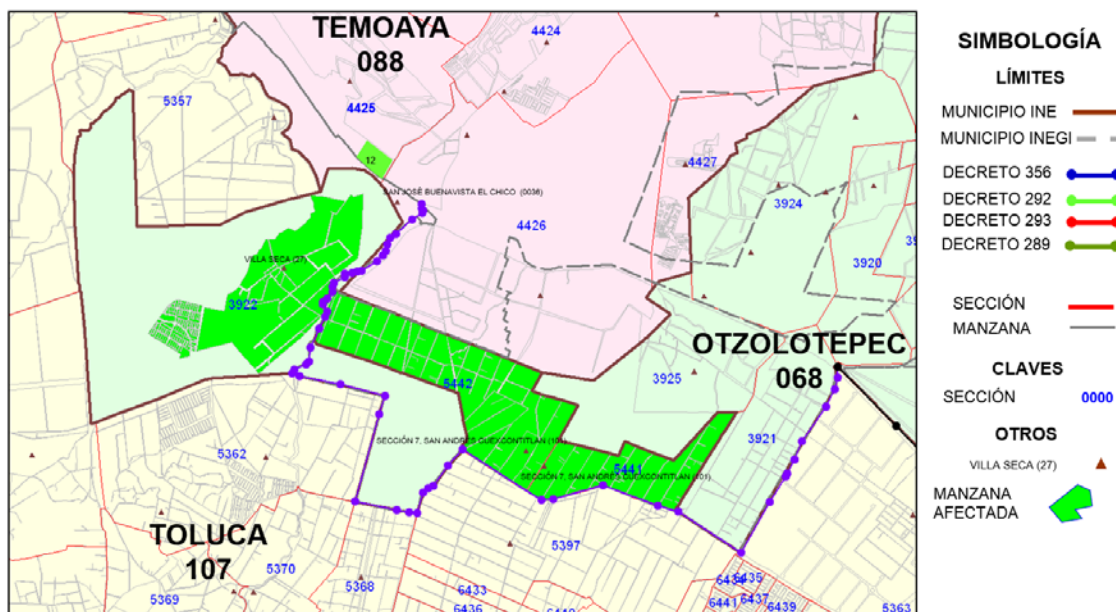 TEMOAYA
088
4424
5357
4425
4427
12
SAN JOSÉ BUENAVISTA EL CHICO (0036)
3924
4426
3920
VILLA SECA (27)
3922
OTZOLOTEPEC
068
3925
5442
3921
SECCIÓN 7, SAN ANDRÉS CUEXCONTITLÁN (101)
5362
5441
SECCIÓN 7, SAN ANDRÉS CUEXCONTITLÁN (101)
TOLUCA
107
5397
5370
5368
5369
6433
6436
6435
6437
6441
6439
5363
SIMBOLOGÍA
LÍMITES
MUNICIPIO INE
MUNICIPIO INEGI
DECRETO 356
DECRETO 292
DECRETO 293
DECRETO 289
SECCIÓN
MANZANA
CLAVES
SECCIÓN 0000
OTROS
VILLA SECA (27)
MANZANA
AFECTADA